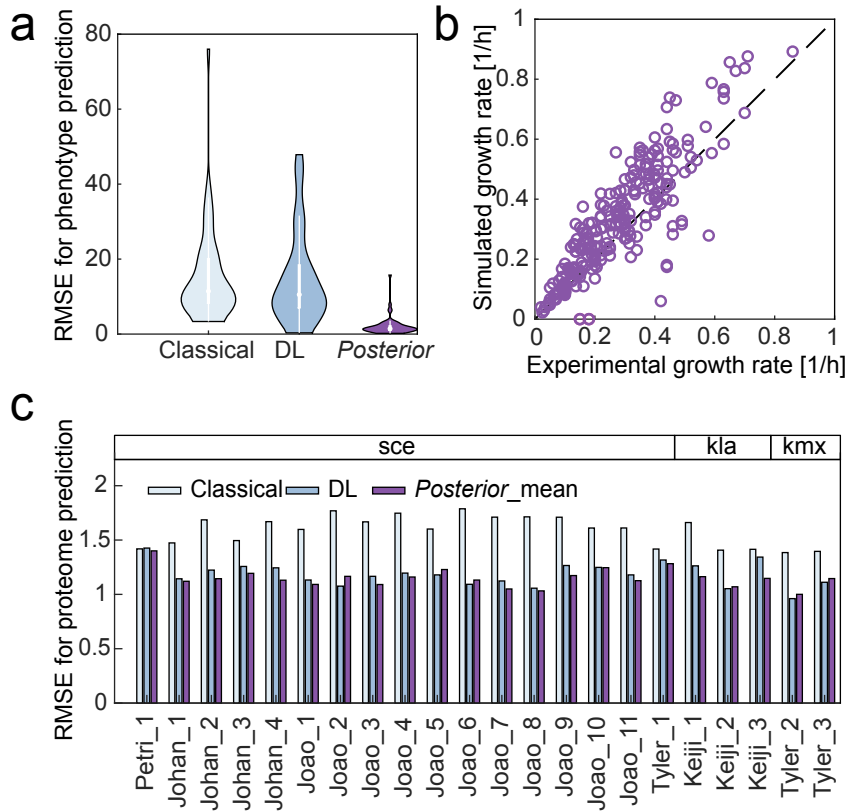 a
80
60
40
20
0
RMSE for phenotype prediction
Classical DL Posterior
b
1
0.8
0.6
0.4
0.2
0
Simulated growth rate [1/h]
0 0.2 0.4 0.6 0.8 1
Experimental growth rate [1/h]
c
sce kla kmx
Classical DL Posterior_mean
2
1.5
1
0.5
0
RMSE for proteome prediction
Petri_1
Johan_1
Johan_2
Johan_3
Johan_4
Joao_1
Joao_2
Joao_3
Joao_4
Joao_5
Joao_6
Joao_7
Joao_8
Joao_9
Joao_10
Joao_11
Tyler_1
Keiji_1
Keiji_2
Keiji_3
Tyler_2
Tyler_3